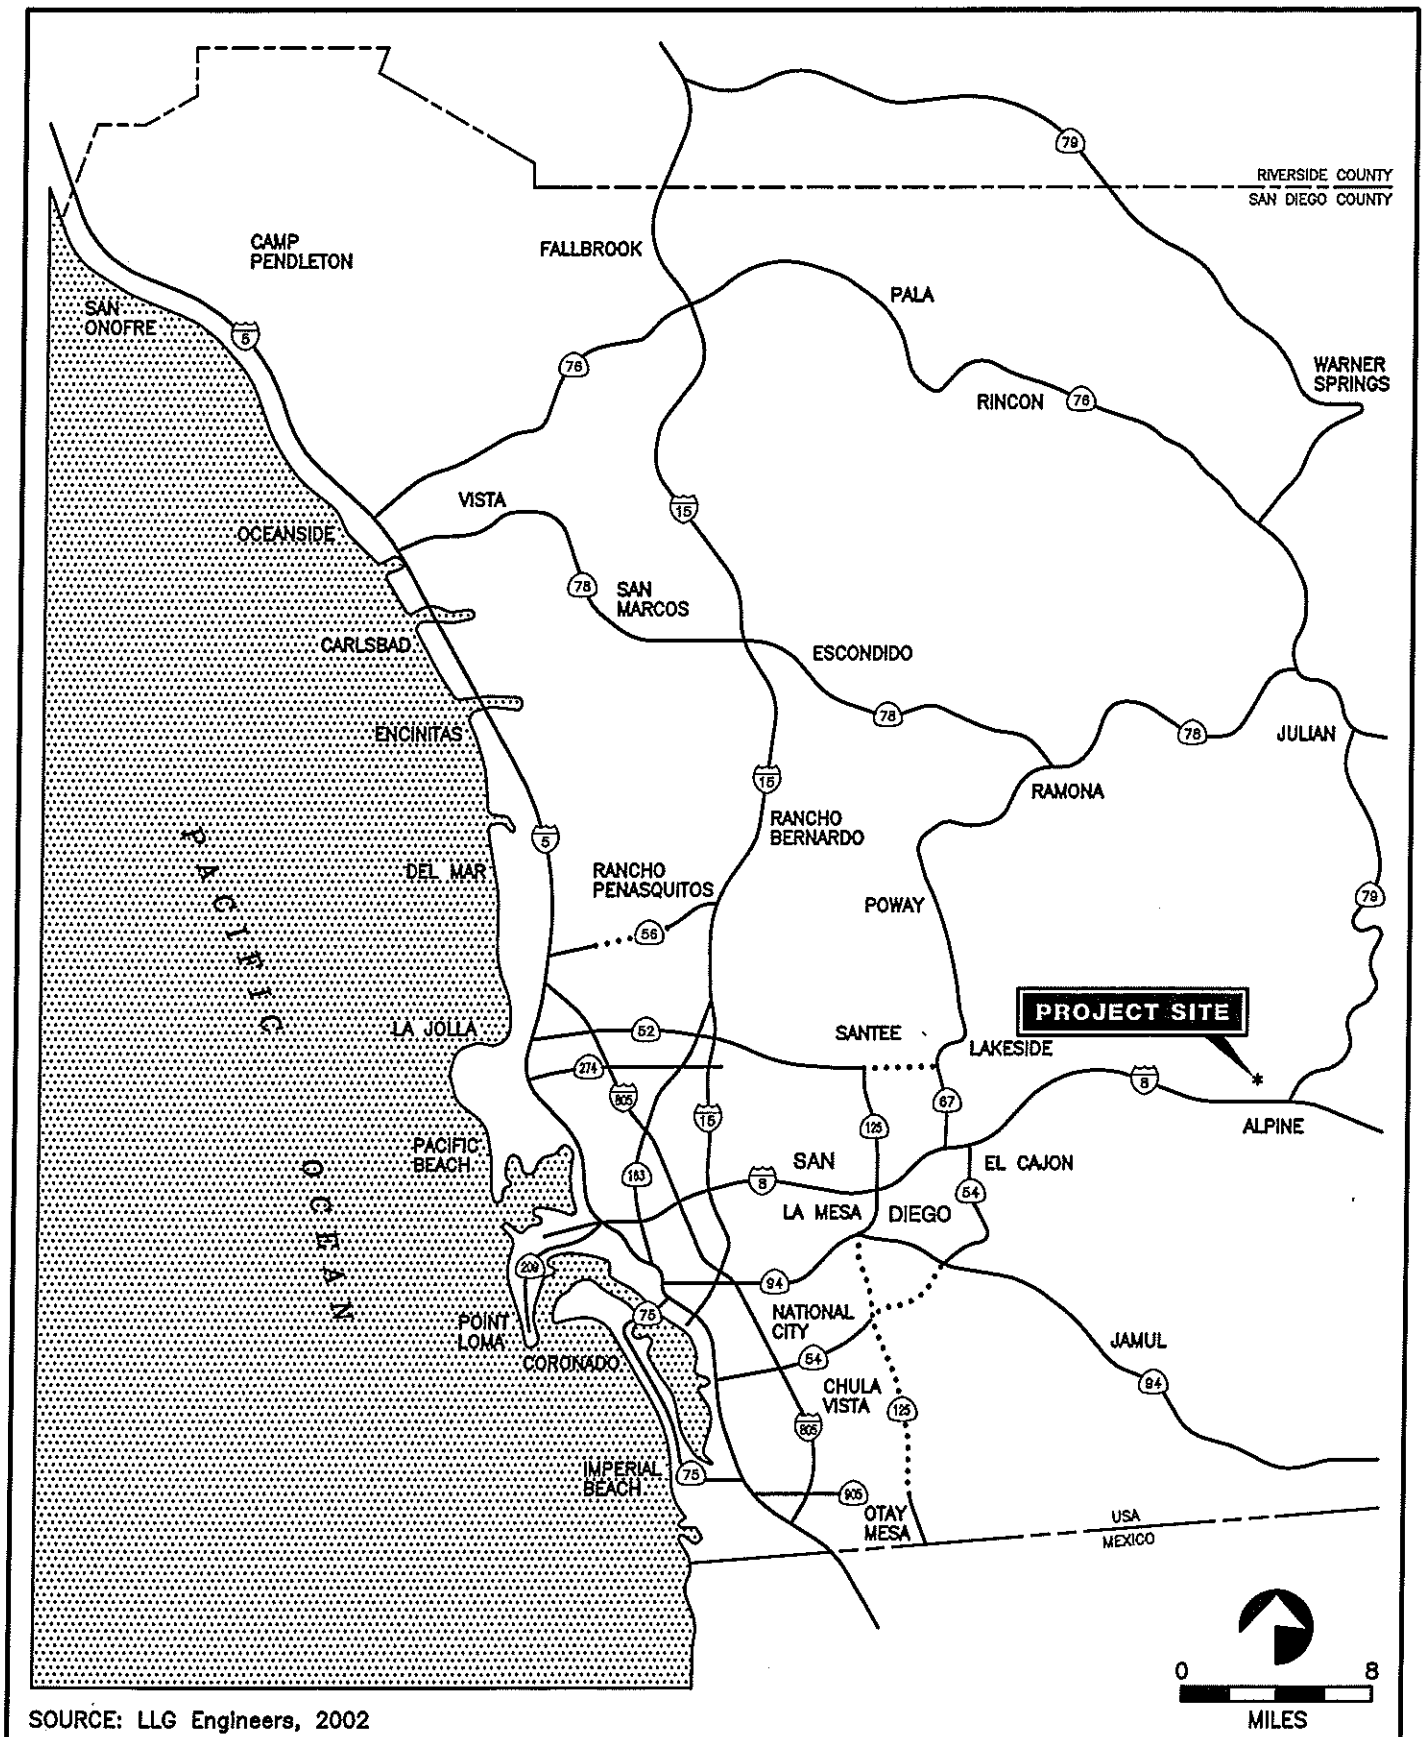 79
RIVERSIDE COUNTY
SAN DIEGO COUNTY
CAMP
PENDLETON
FALLBROOK
PALA
SAN
ONOFRE
5
76
WARNER
SPRINGS
RINCON
76
VISTA
15
OCEANSIDE
78
SAN
MARCOS
CARLSBAD
ESCONDIDO
78
ENCINITAS
78
JULIAN
15
RAMONA
RANCHO
BERNARDO
5
DEL MAR
RANCHO
PENASQUITOS
POWAY
79
56
PACIFIC
OCEAN
PROJECT SITE
LA JOLLA
52
SANTEE
LAKESIDE
274
8
*
805
67
15
125
ALPINE
PACIFIC
BEACH
SAN
EL CAJON
163
8
54
LA MESA
DIEGO
209
94
75
NATIONAL
CITY
POINT
LOMA
JAMUL
CORONADO
54
94
CHULA
VISTA
125
805
IMPERIAL
BEACH
75
905
OTAY
MESA
USA
MEXICO
0 8
MILES
SOURCE: LLG Engineers, 2002